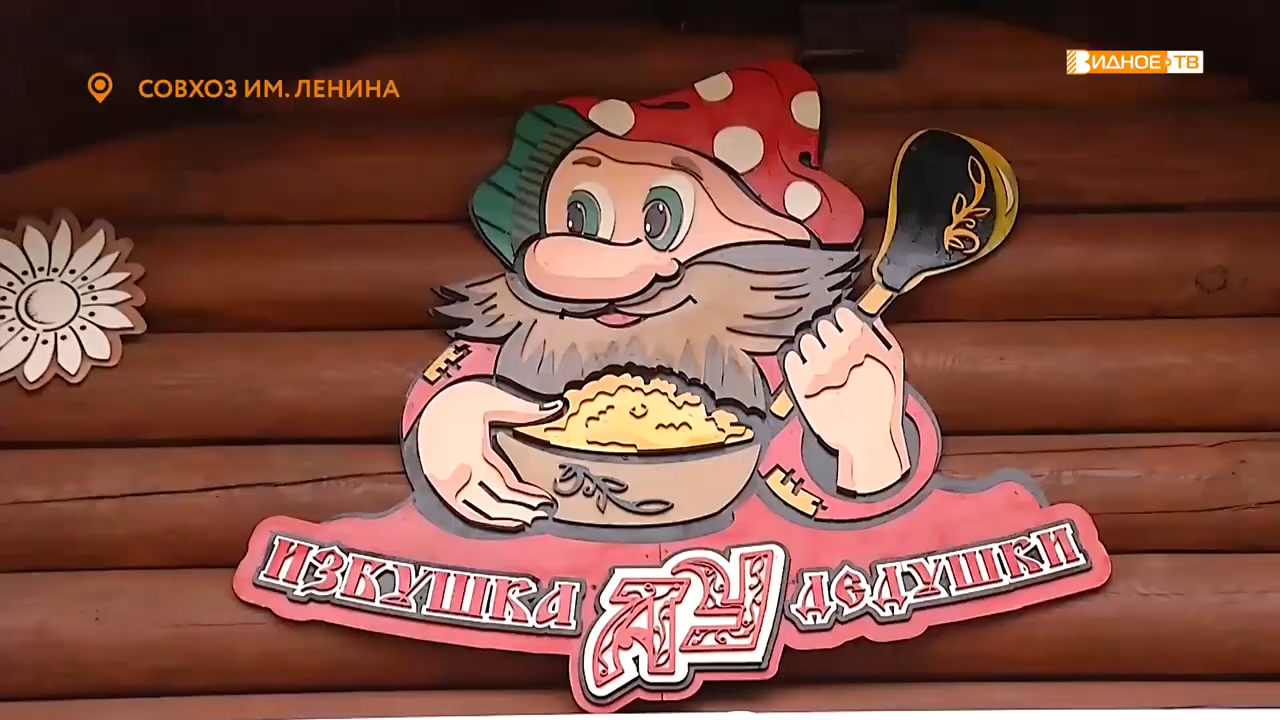 СОВХОЗ ИМ. ЛЕНИНА
ВИДНОЕ ТВ
ИЗБУШКА АУ ДЕДУШКИ